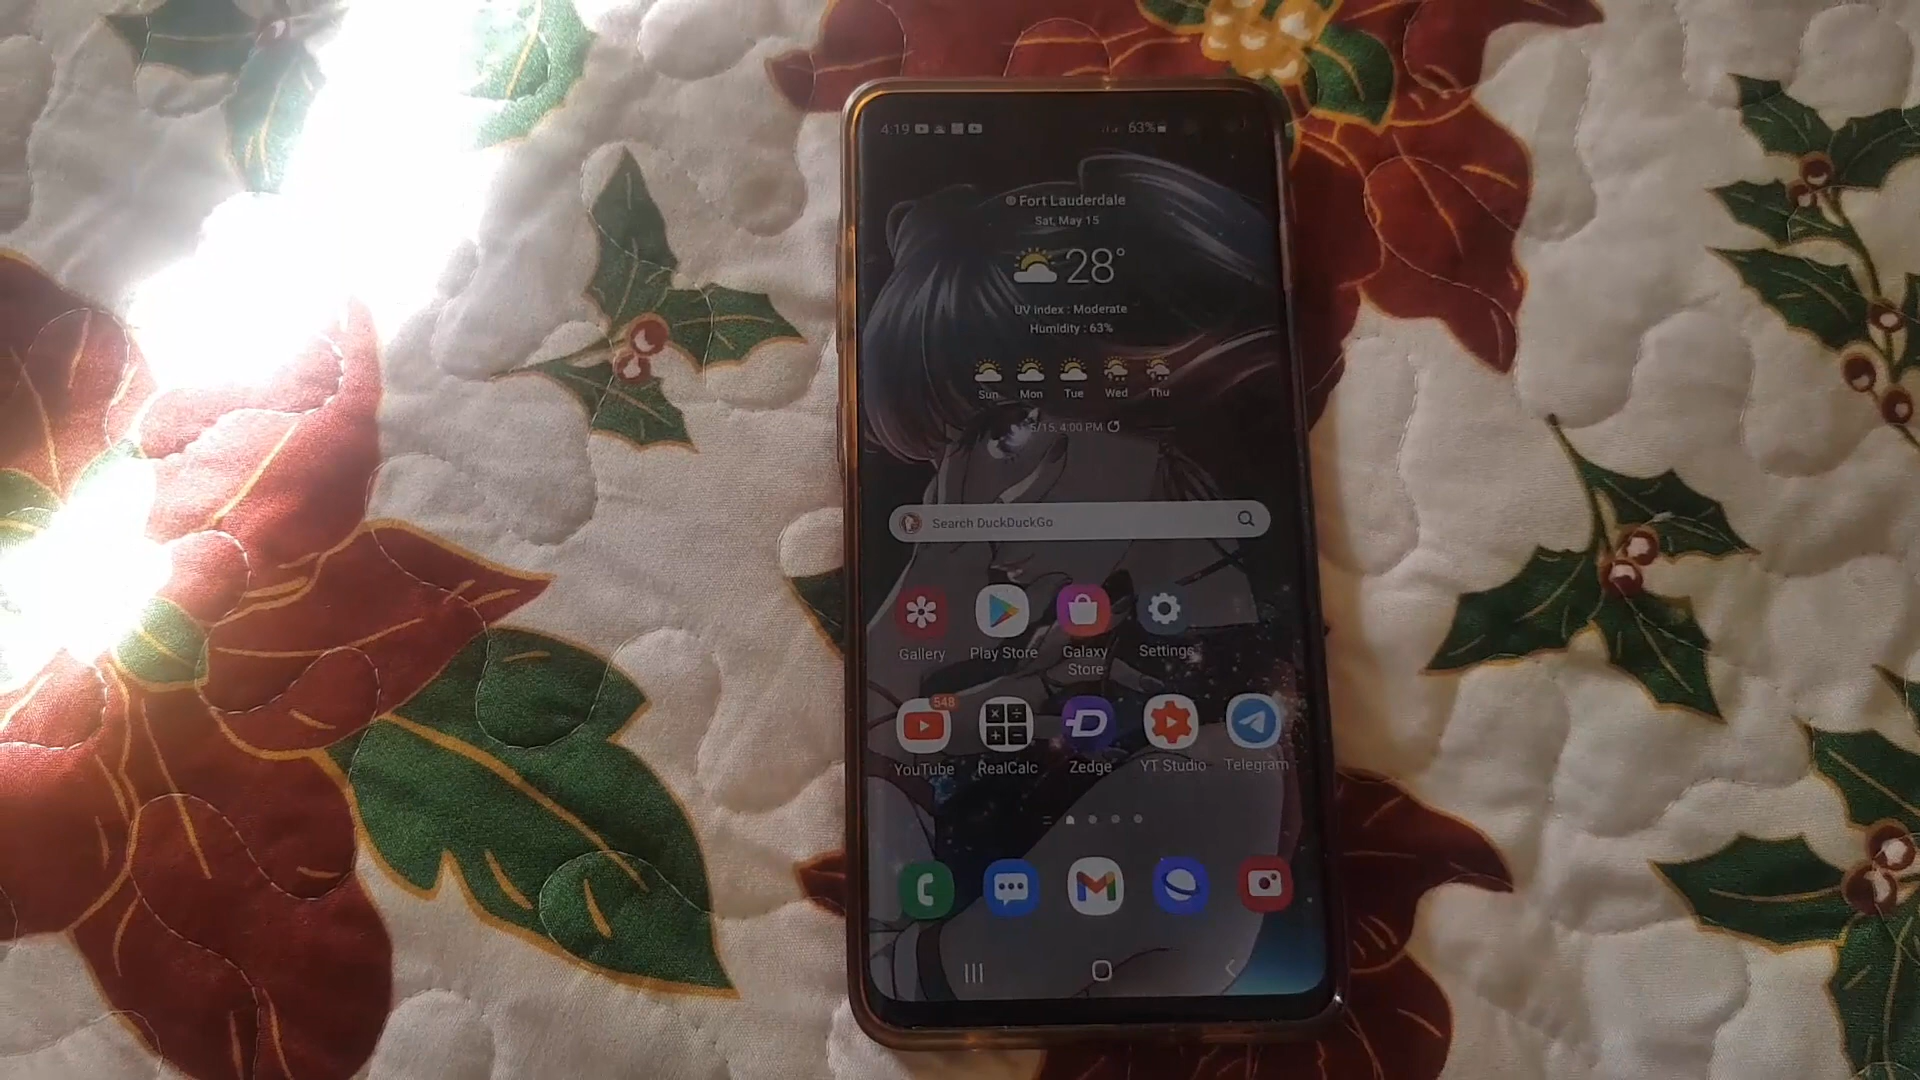 4:19
63%
Fort Lauderdale
Sat, May 15
28°
UV index : Moderate
Humidity : 63%
Sun Mon Tue Wed Thu
5/15, 4:00 PM
Search DuckDuckGo
Gallery Play Store Galaxy Store Settings
548
YouTube RealCalc Zedge YT Studio Telegram